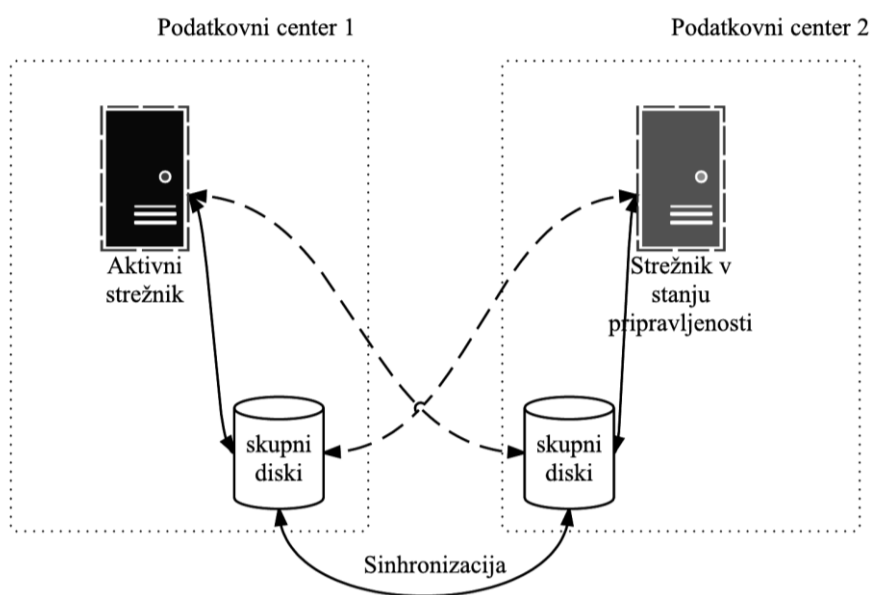 Podatkovni center 1
Podatkovni center 2
Aktivni
strežnik
Strežnik v
stanju
pripravljenosti
skupni
diski
skupni
diski
Sinhronizacija